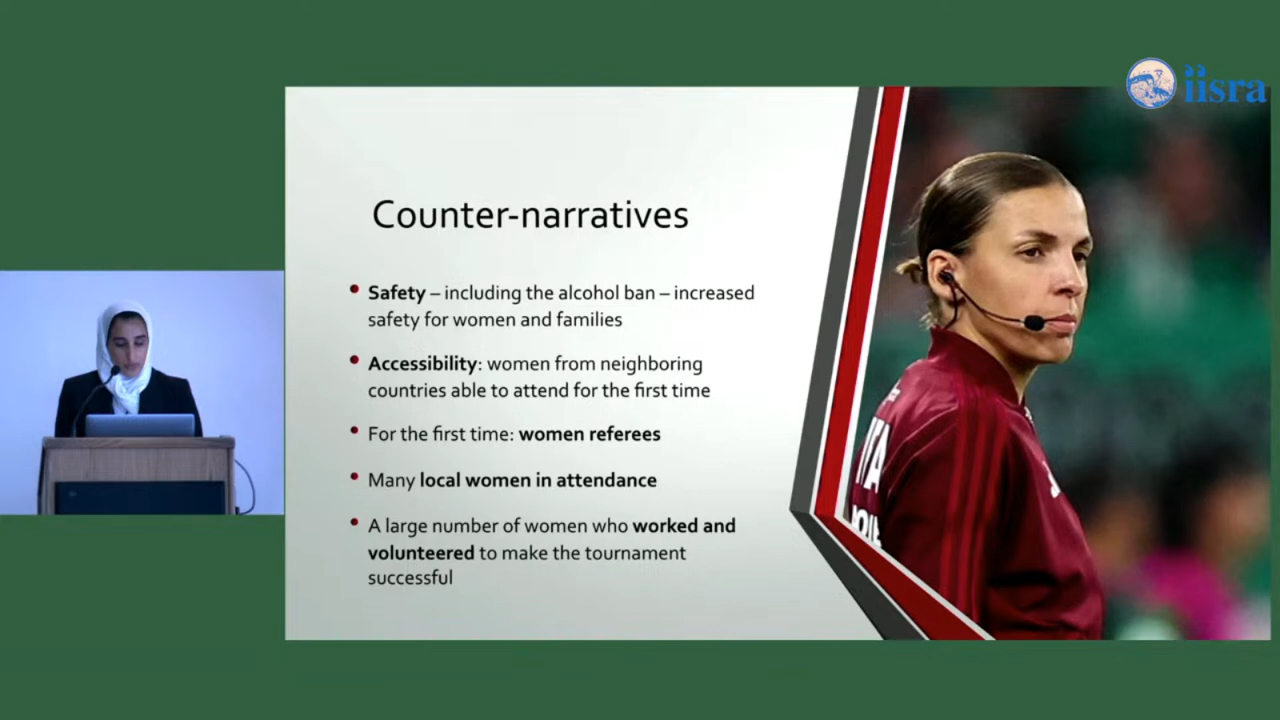 iisra
Counter-narratives
• Safety – including the alcohol ban – increased
safety for women and families
• Accessibility: women from neighboring
countries able to attend for the first time
• For the first time: women referees
• Many local women in attendance
• A large number of women who worked and
volunteered to make the tournament
successful